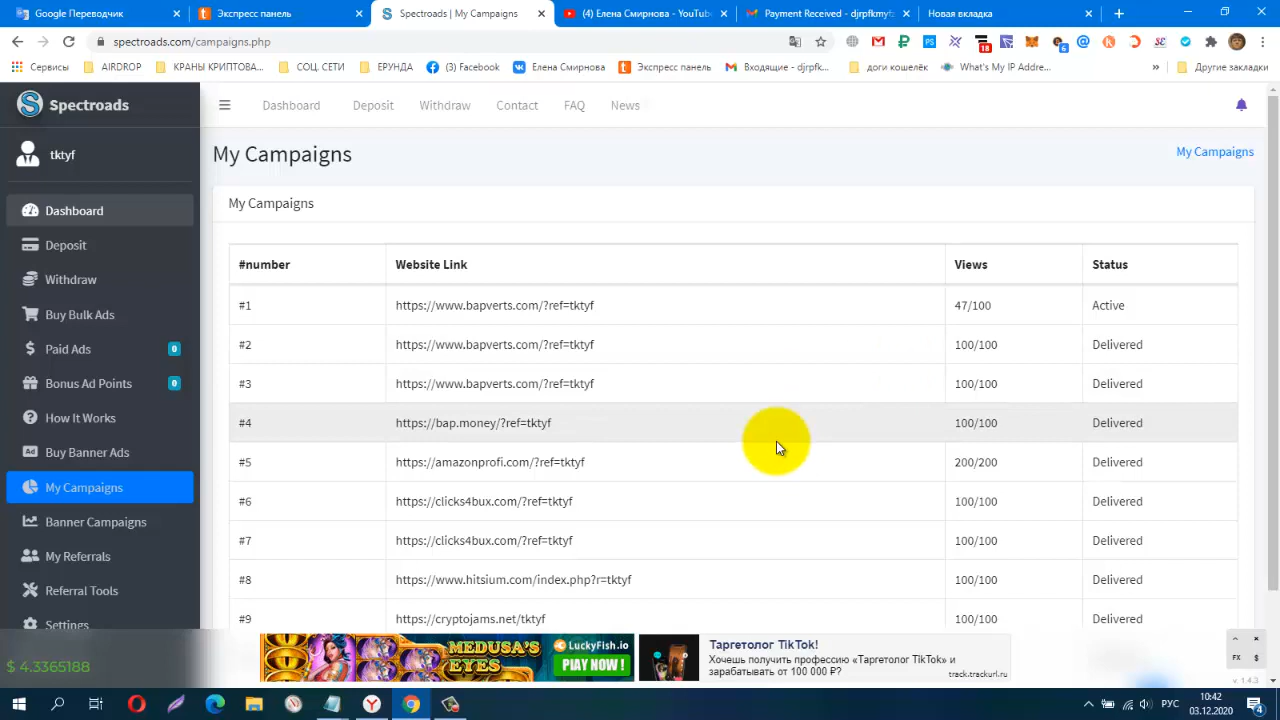 Google Переводчик
Экспресс панель
Spectroads | My Campaigns
(4) Елена Смирнова - YouTube
Payment Received - djrpfkmyfz
Новая вкладка
spectroads.com/campaigns.php
18
6
Сервисы
AIRDROP
КРАНЫ КРИПТОВА...
СОЦ. СЕТИ
ЕРУНДА
(3) Facebook
Елена Смирнова
Экспресс панель
Входящие - djrpfk...
доги кошелёк
What's My IP Addre...
»
Другие закладки
Spectroads
Dashboard
Deposit
Withdraw
Contact
FAQ
News
tktyf
My Campaigns
My Campaigns
Dashboard
Deposit
Withdraw
Buy Bulk Ads
Paid Ads 0
Bonus Ad Points 0
How It Works
Buy Banner Ads
My Campaigns
Banner Campaigns
My Referrals
Referral Tools
Settings
My Campaigns
#number Website Link Views Status
#1 https://www.bapverts.com/?ref=tktyf 47/100 Active
#2 https://www.bapverts.com/?ref=tktyf 100/100 Delivered
#3 https://www.bapverts.com/?ref=tktyf 100/100 Delivered
#4 https://bap.money/?ref=tktyf 100/100 Delivered
#5 https://amazonprofi.com/?ref=tktyf 200/200 Delivered
#6 https://clicks4bux.com/?ref=tktyf 100/100 Delivered
#7 https://clicks4bux.com/?ref=tktyf 100/100 Delivered
#8 https://www.hitsium.com/index.php?r=tktyf 100/100 Delivered
#9 https://cryptojams.net/tktyf 100/100 Delivered
$ 4.3365188
MEDUSA'S
EYES
LuckyFish.io
PLAY NOW!
Таргетолог TikTok!
Хочешь получить профессию «Таргетолог TikTok» и
зарабатывать от 100 000 ₽?
track.trackurl.ru
FX $
v. 1.4.3
РУС
10:42
03.12.2020
4